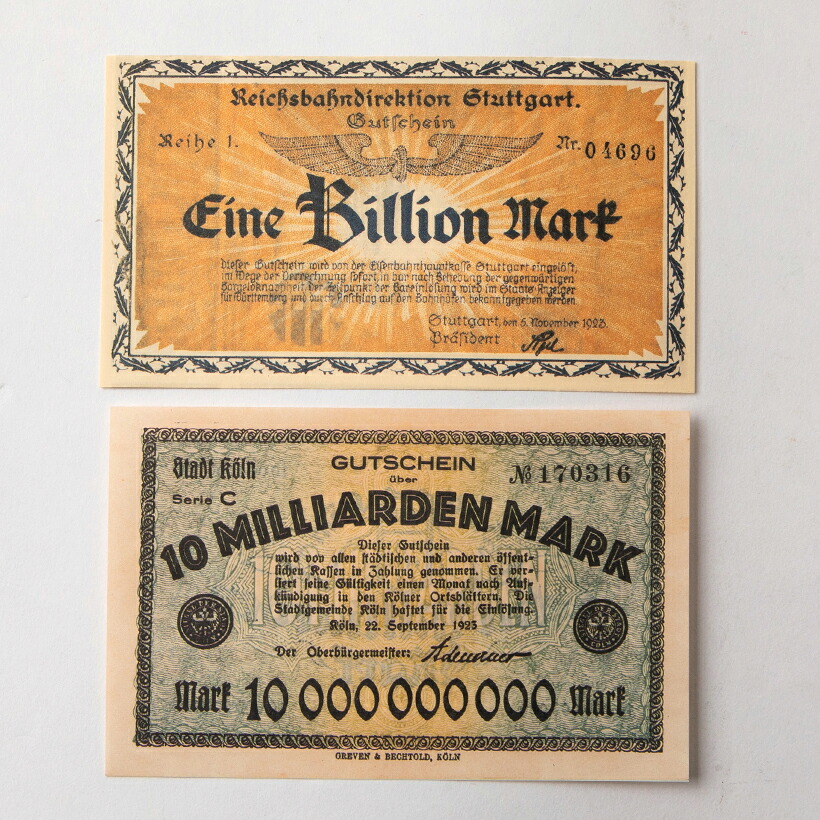 Reichsbahndirektion Stuttgart.
Gutschein
Reihe 1.
Nr. 04696
Eine Billion Mark
Dieser Gutschein wird von der Eisenbahnhauptkasse Stuttgart eingelöst,
im Wege der Verrechnung sofort, in bar nach Behebung der gegenwärtigen
Bargeldknappheit. Der Zeitpunkt der Bareinlösung wird im Staats-Anzeiger
für Württemberg und durch Anschlag auf den Bahnhöfen bekanntgegeben werden
Stuttgart, den 5. November 1923.
Präsident
Stadt Köln
GUTSCHEIN
über
№ 170316
Serie C
10 MILLIARDEN MARK
Dieser Gutschein
wird von allen städtischen und anderen öffent-
lichen Kassen in Zahlung genommen. Er ver-
liert seine Gültigkeit einen Monat nach Auf-
kündigung in den Kölner Ortsblättern. Die
Stadtgemeinde Köln haftet für die Einlösung.
Köln, 22. September 1923
Der Oberbürgermeister: Adenauer
Mark 10 000 000 000 Mark
GREVEN & BECHTOLD, KÖLN